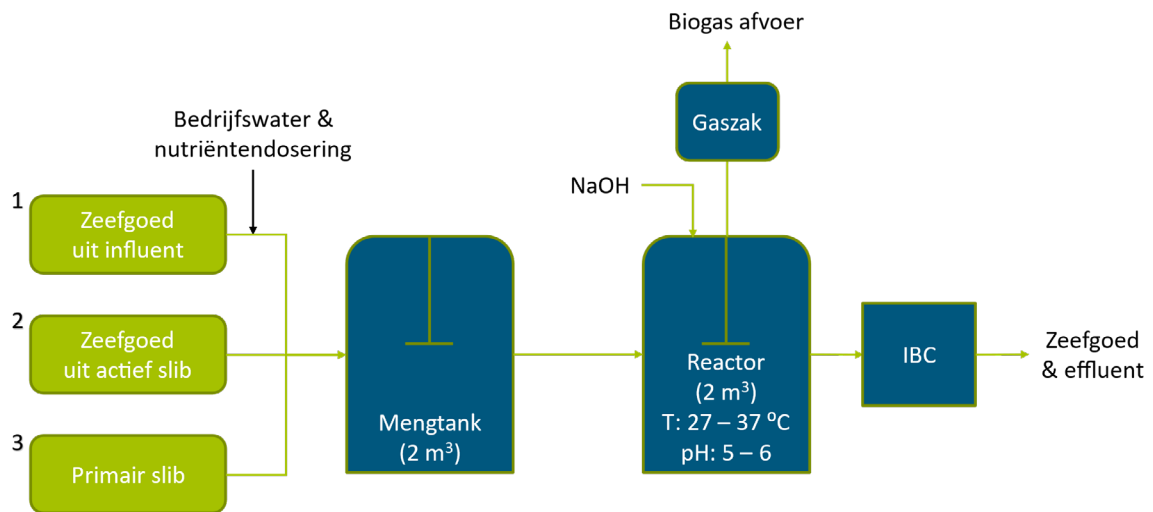 Biogas afvoer
Gaszak
Bedrijfswater &
nutriëntendosering
NaOH
1
Zeefgoed
uit influent
2
Zeefgoed
uit actief slib
3
Primair slib
Mengtank
(2 m³)
Reactor
(2 m³)
T: 27 – 37 ⁰C
pH: 5 – 6
IBC
Zeefgoed
& effluent